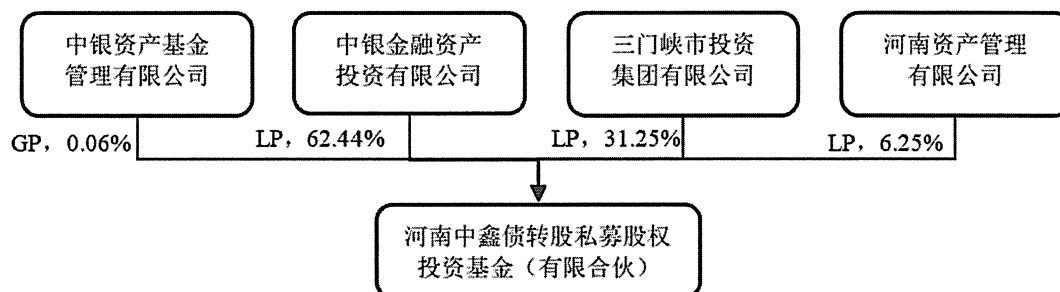 中银资产基金
管理有限公司
中银金融资产
投资有限公司
三门峡市投资
集团有限公司
河南资产管理
有限公司
GP，0.06%
LP，62.44%
LP，31.25%
LP，6.25%
河南中鑫债转股私募股权
投资基金（有限合伙）